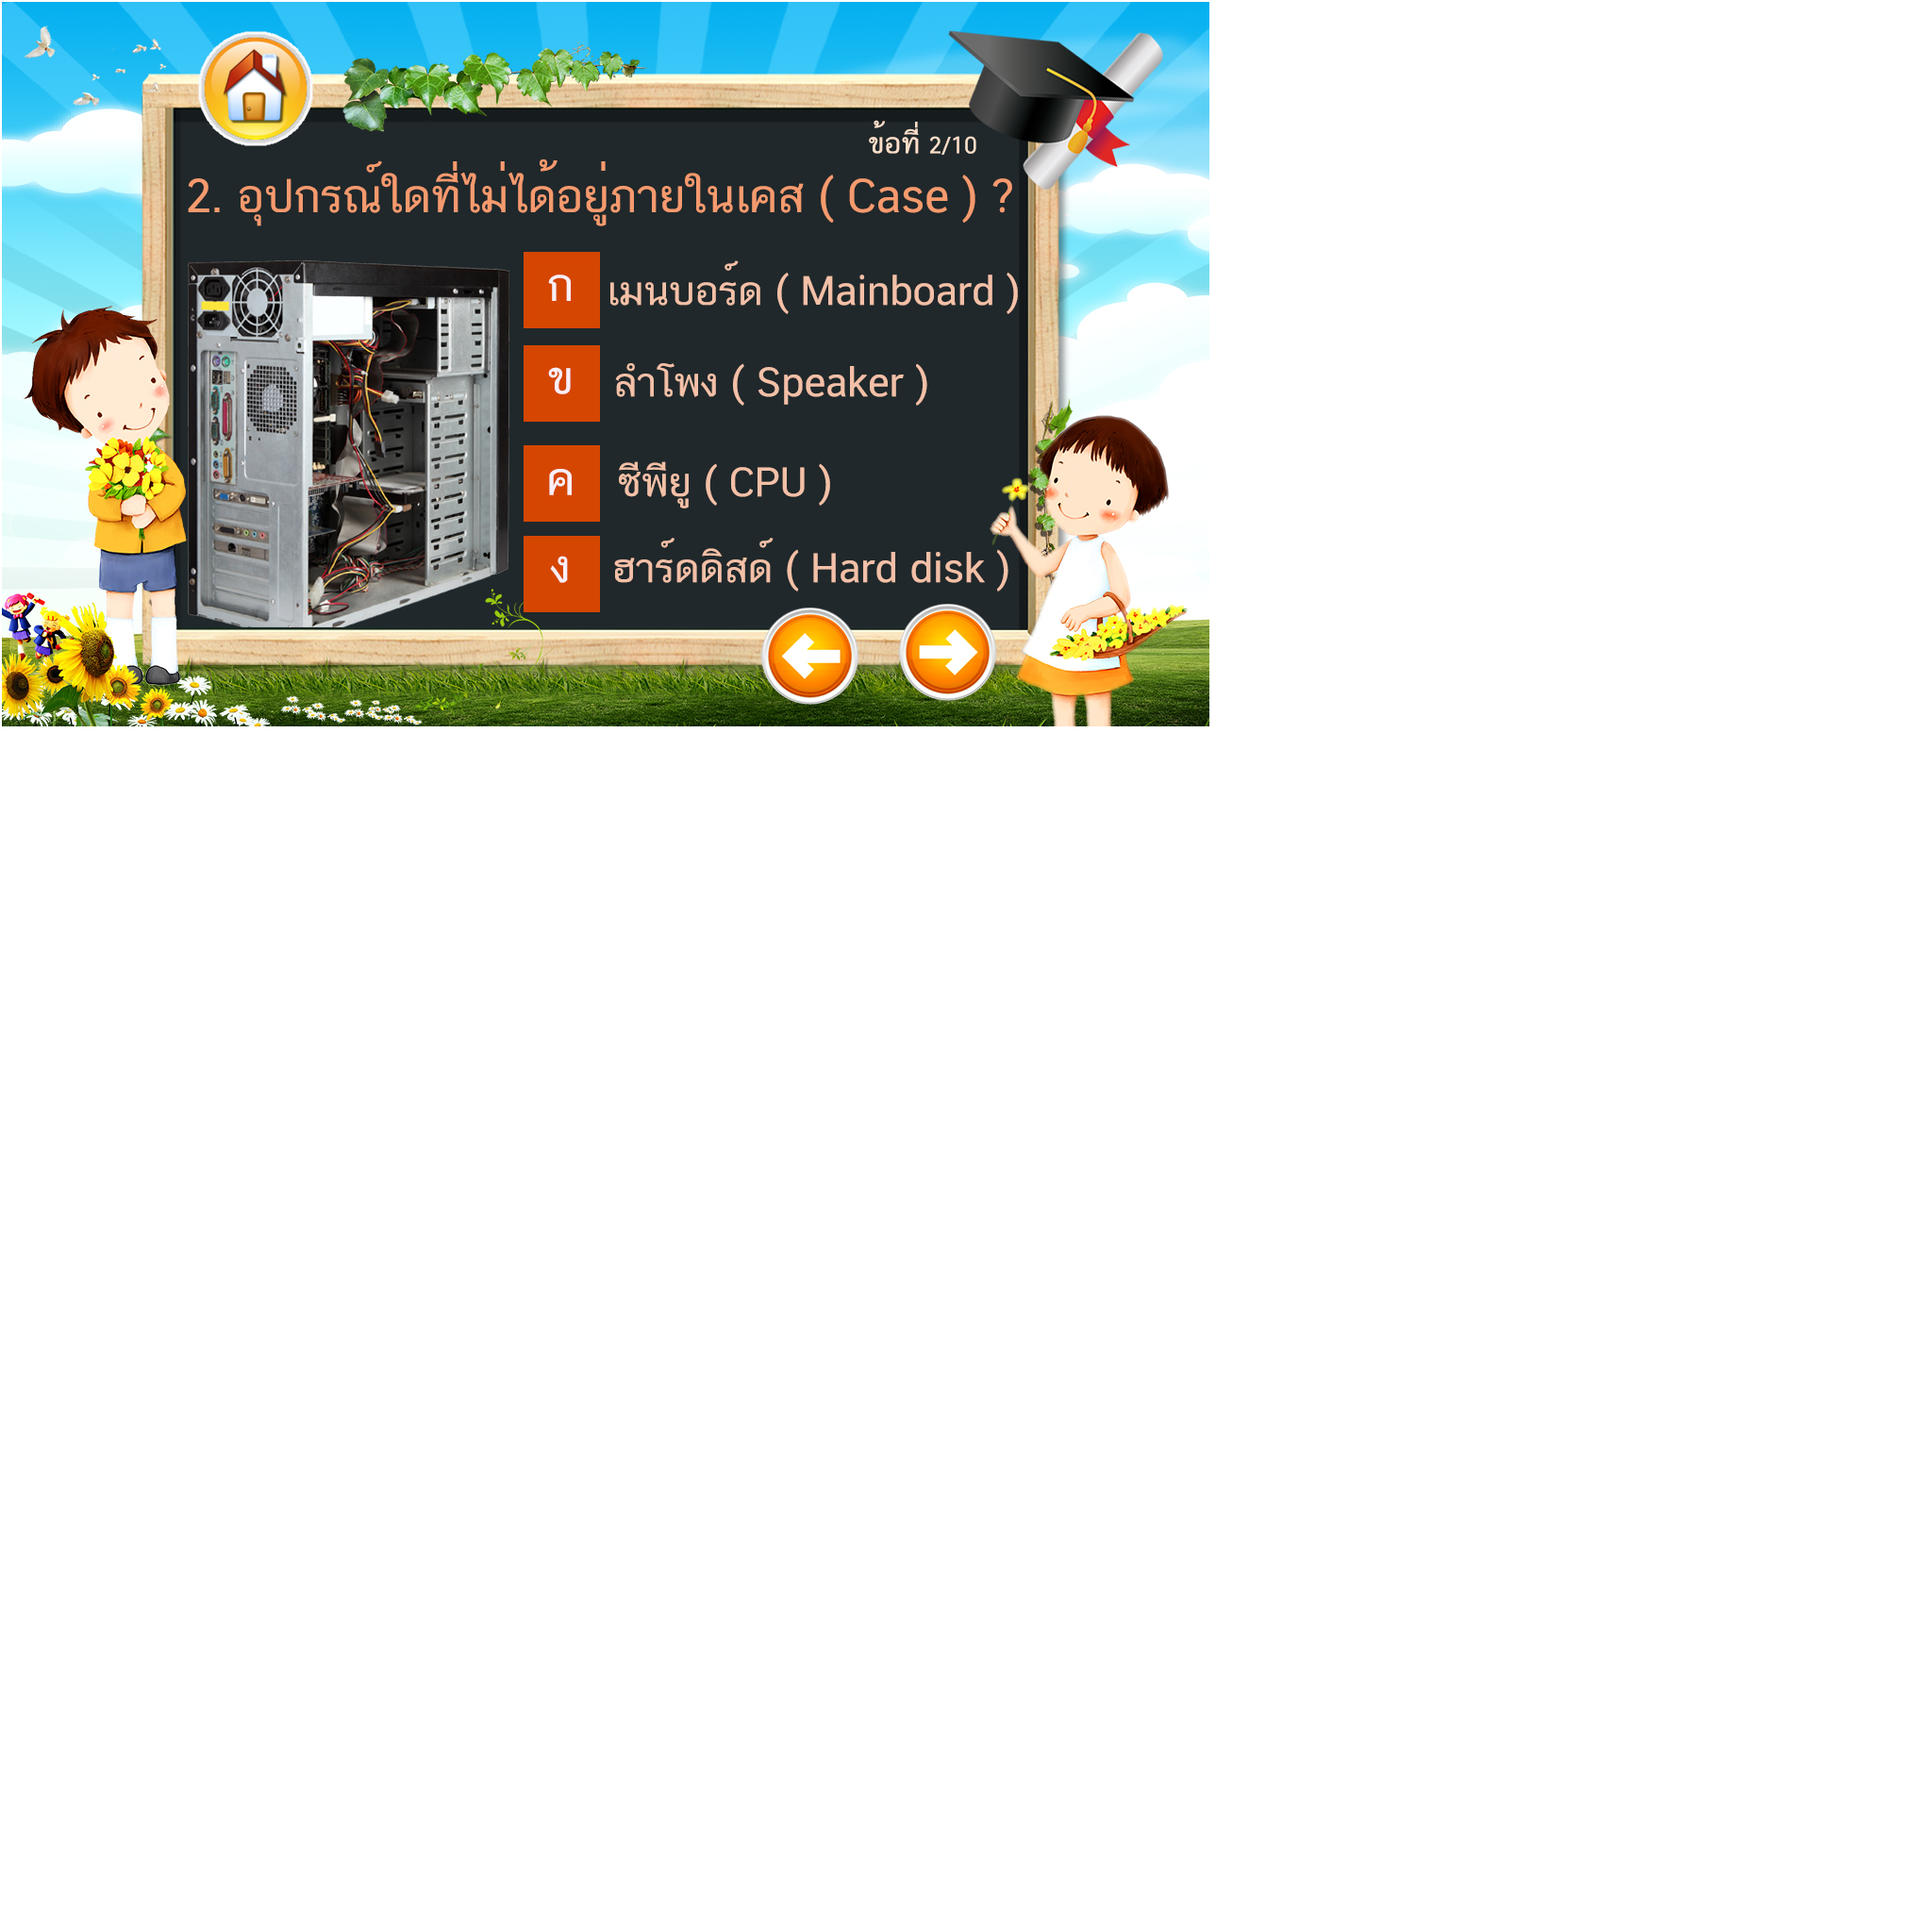 ข้อที่ 2/10
2. อุปกรณ์ใดที่ไม่ได้อยู่ภายในเคส ( Case ) ?
ก เมนบอร์ด ( Mainboard )
ข ลำโพง ( Speaker )
ค ซีพียู ( CPU )
ง ฮาร์ดดิสด์ ( Hard disk )